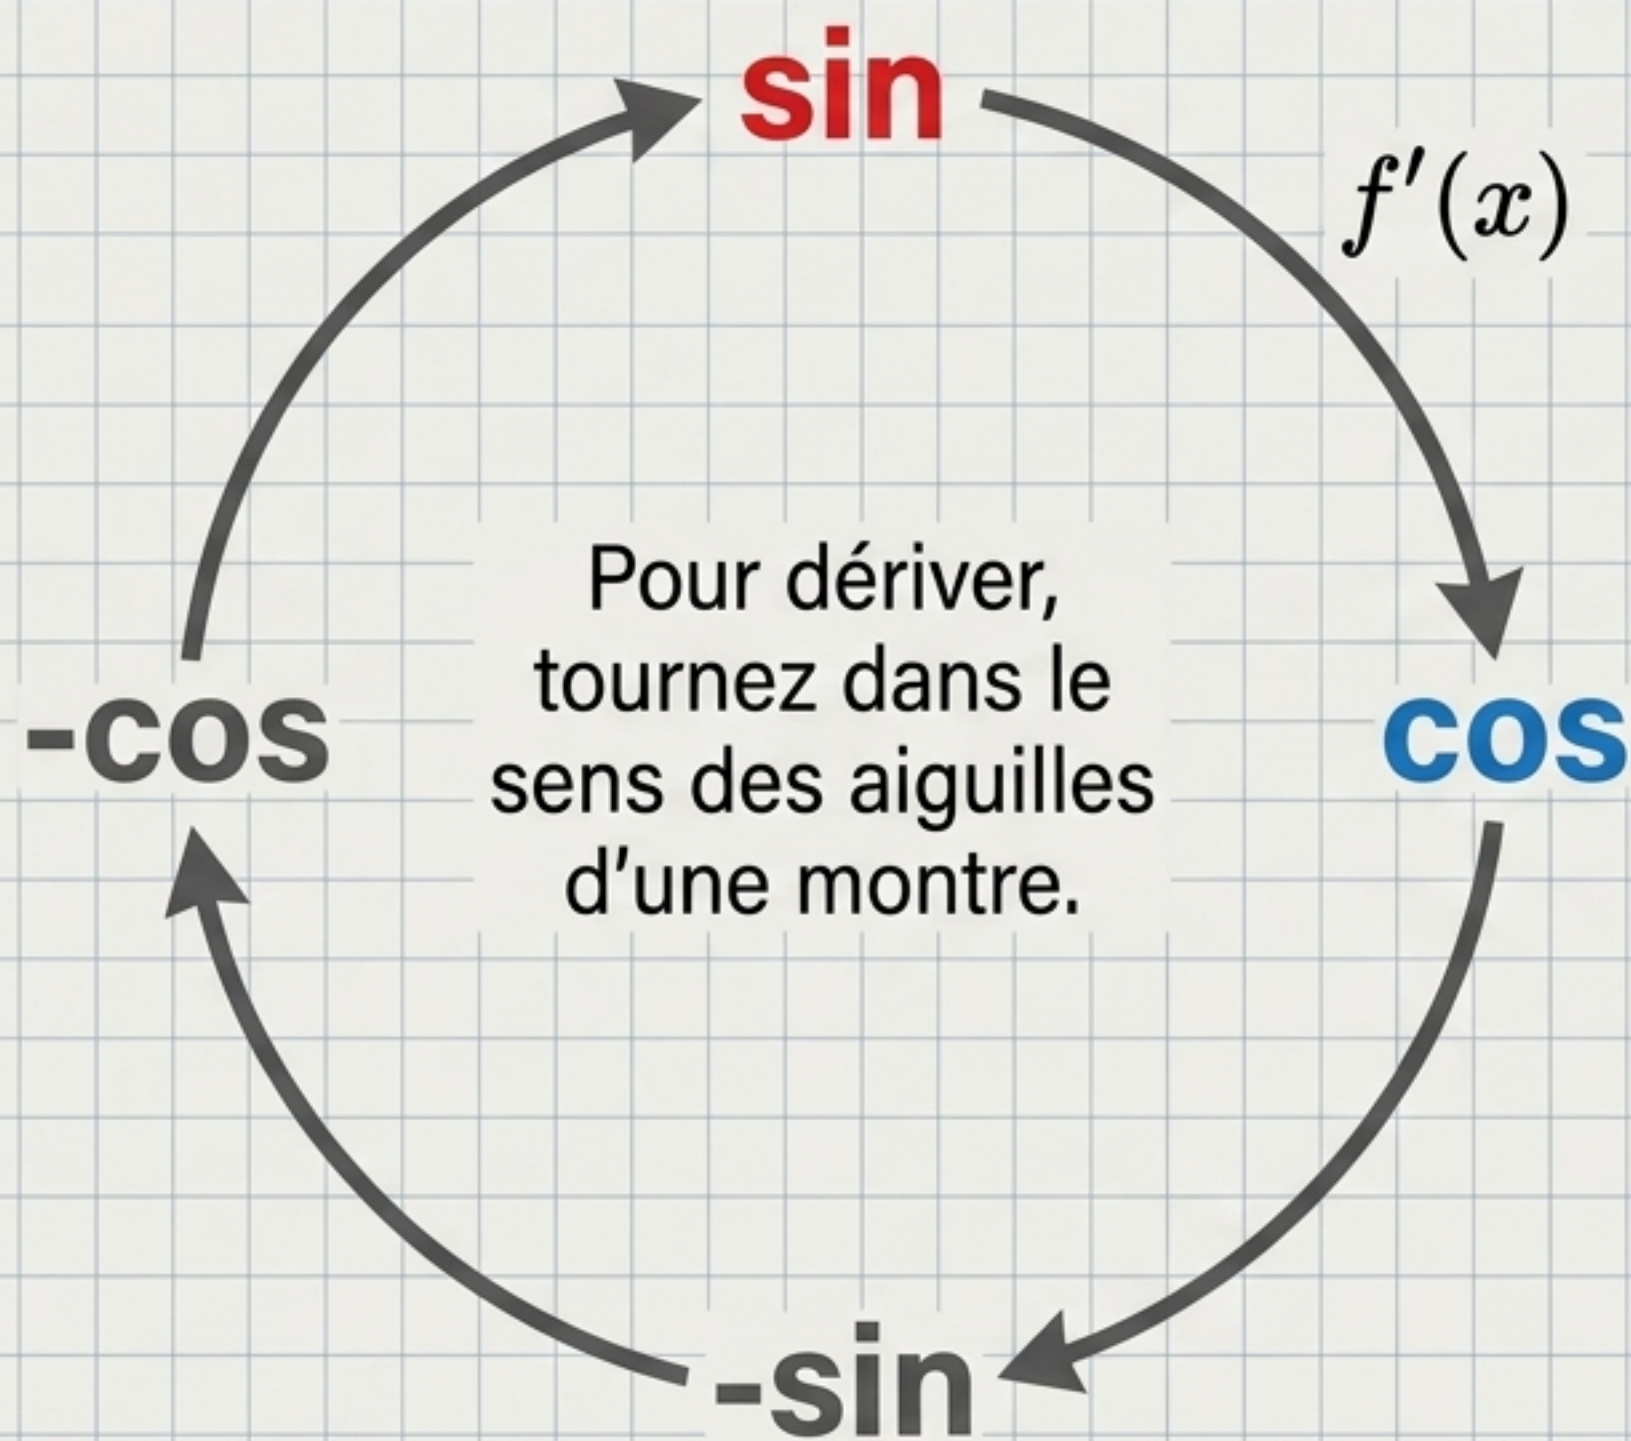 sin
f′(x)
Pour dériver,
tournez dans le
-cos
cos
sens des aiguilles
d’une montre.
-sin